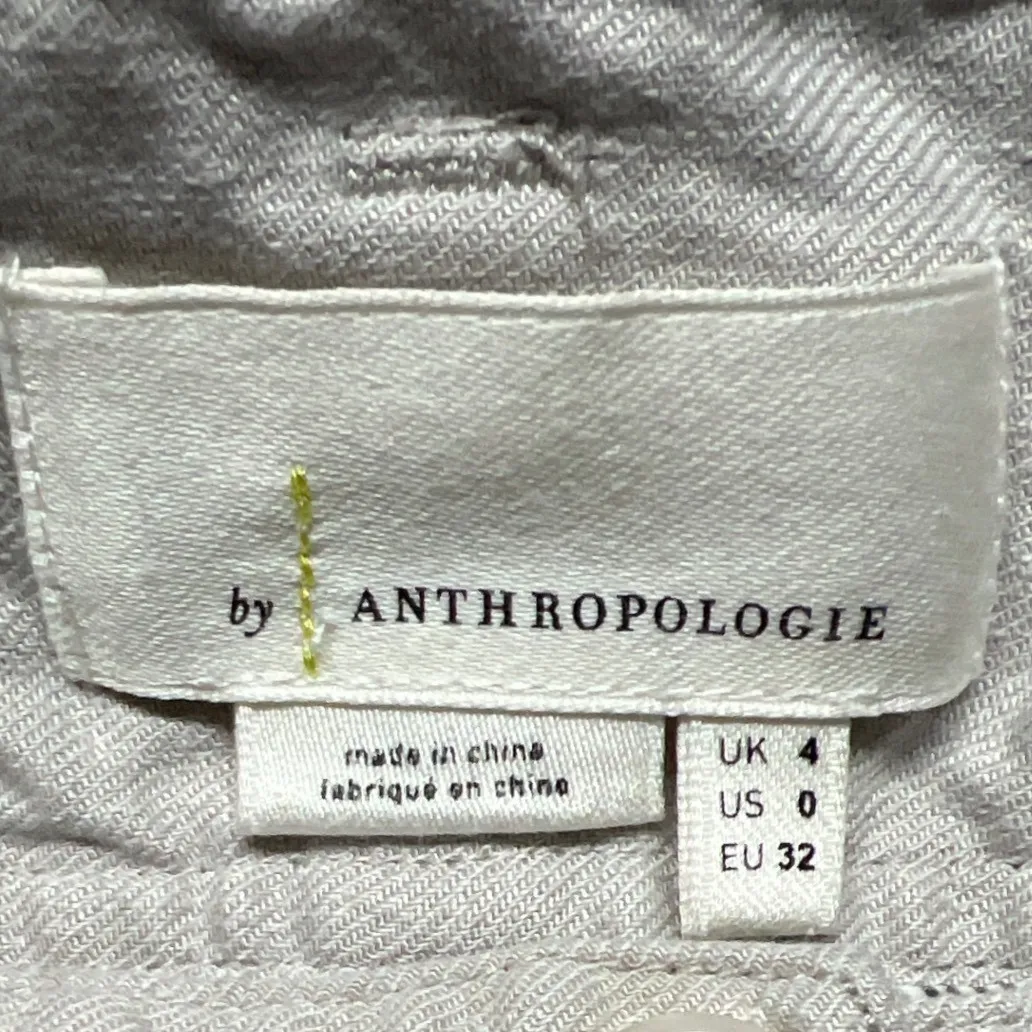 by ANTHROPOLOGIE
made in china
fabriqué en chine
UK 4
US 0
EU 32